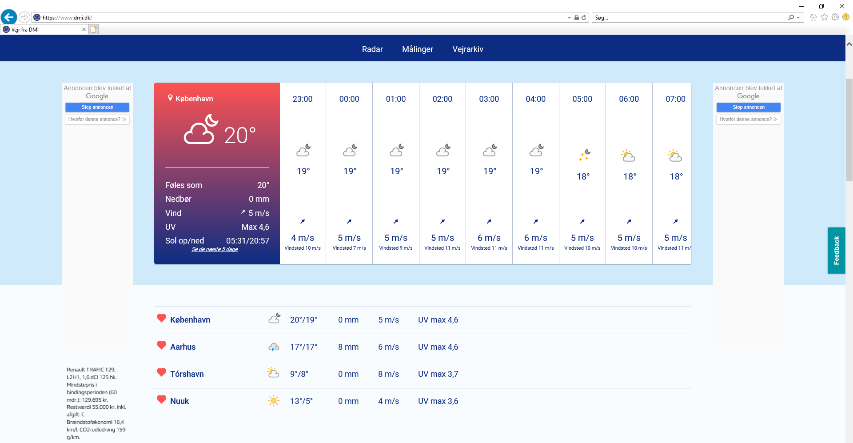 https://www.dmi.dk/
Søg...
Vejr fra DMI
Radar Målinger Vejrarkiv
Annoncen blev lukket af
Google
Stop annoncen
Hvorfor denne annonce?
København
20°
Føles som 20°
Nedbør 0 mm
Vind 5 m/s
UV Max 4,6
Sol op/ned 05:31/20:57
Se de næste 5 dage
23:00 00:00 01:00 02:00 03:00 04:00 05:00 06:00 07:00
19° 19° 19° 19° 19° 19° 18° 18° 18°
4 m/s 5 m/s 5 m/s 5 m/s 6 m/s 6 m/s 5 m/s 5 m/s 5 m/s
Vindstød 10 m/s Vindstød 7 m/s Vindstød 9 m/s Vindstød 11 m/s Vindstød 11 m/s Vindstød 11 m/s Vindstød 10 m/s Vindstød 10 m/s Vindstød 11 m/
Annoncen blev lukket af
Google
Stop annoncen
Hvorfor denne annonce?
Feedback
København 20°/19° 0 mm 5 m/s UV max 4,6
Aarhus 17°/17° 8 mm 6 m/s UV max 4,6
Tórshavn 9°/8° 0 mm 8 m/s UV max 3,7
Nuuk 13°/5° 0 mm 4 m/s UV max 3,6
Renault TRAFIC T29,
L2H1, 1,6 dCi 125 hk.
Mindstepris i
bindingsperioden (60
mdr.): 129.695 kr.
Restværdi 55.000 kr. inkl.
afgift. (
Brændstoføkonomi 16,4
km/l. CO2-udledning 159
g/km.